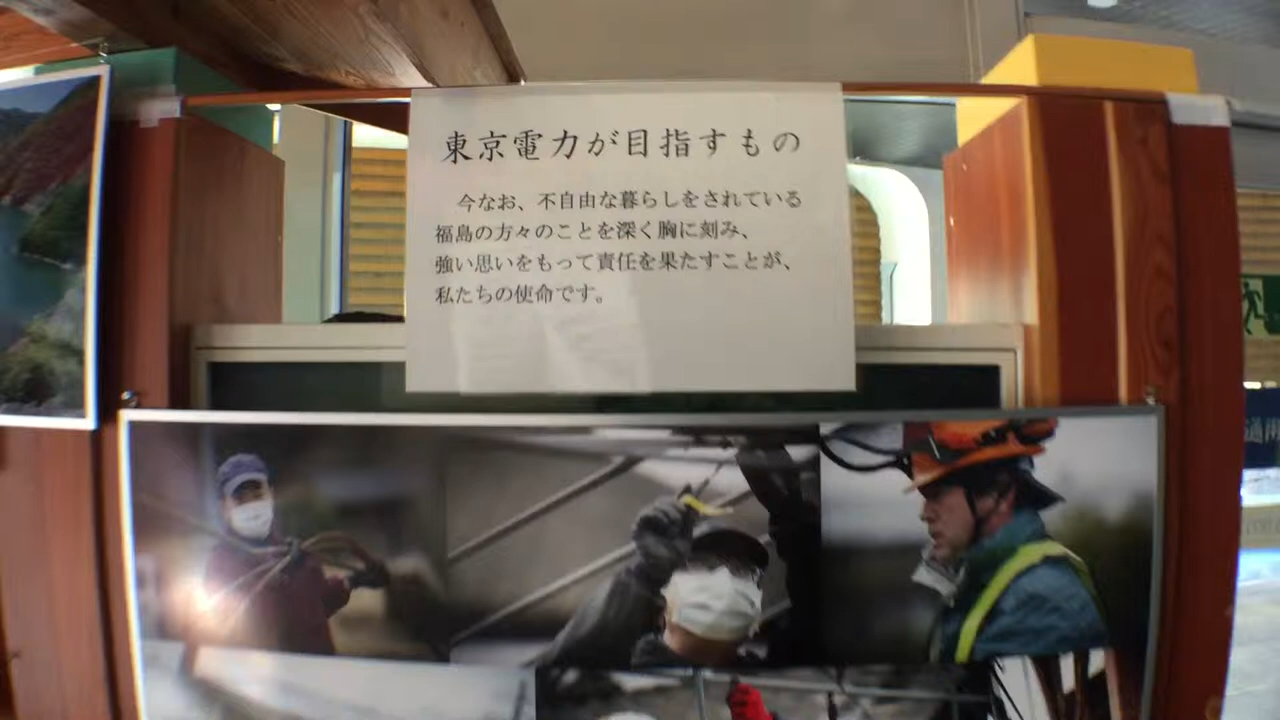 東京電力が目指すもの
今なお、不自由な暮らしをされている
福島の方々のことを深く胸に刻み、
強い思いをもって責任を果たすことが、
私たちの使命です。